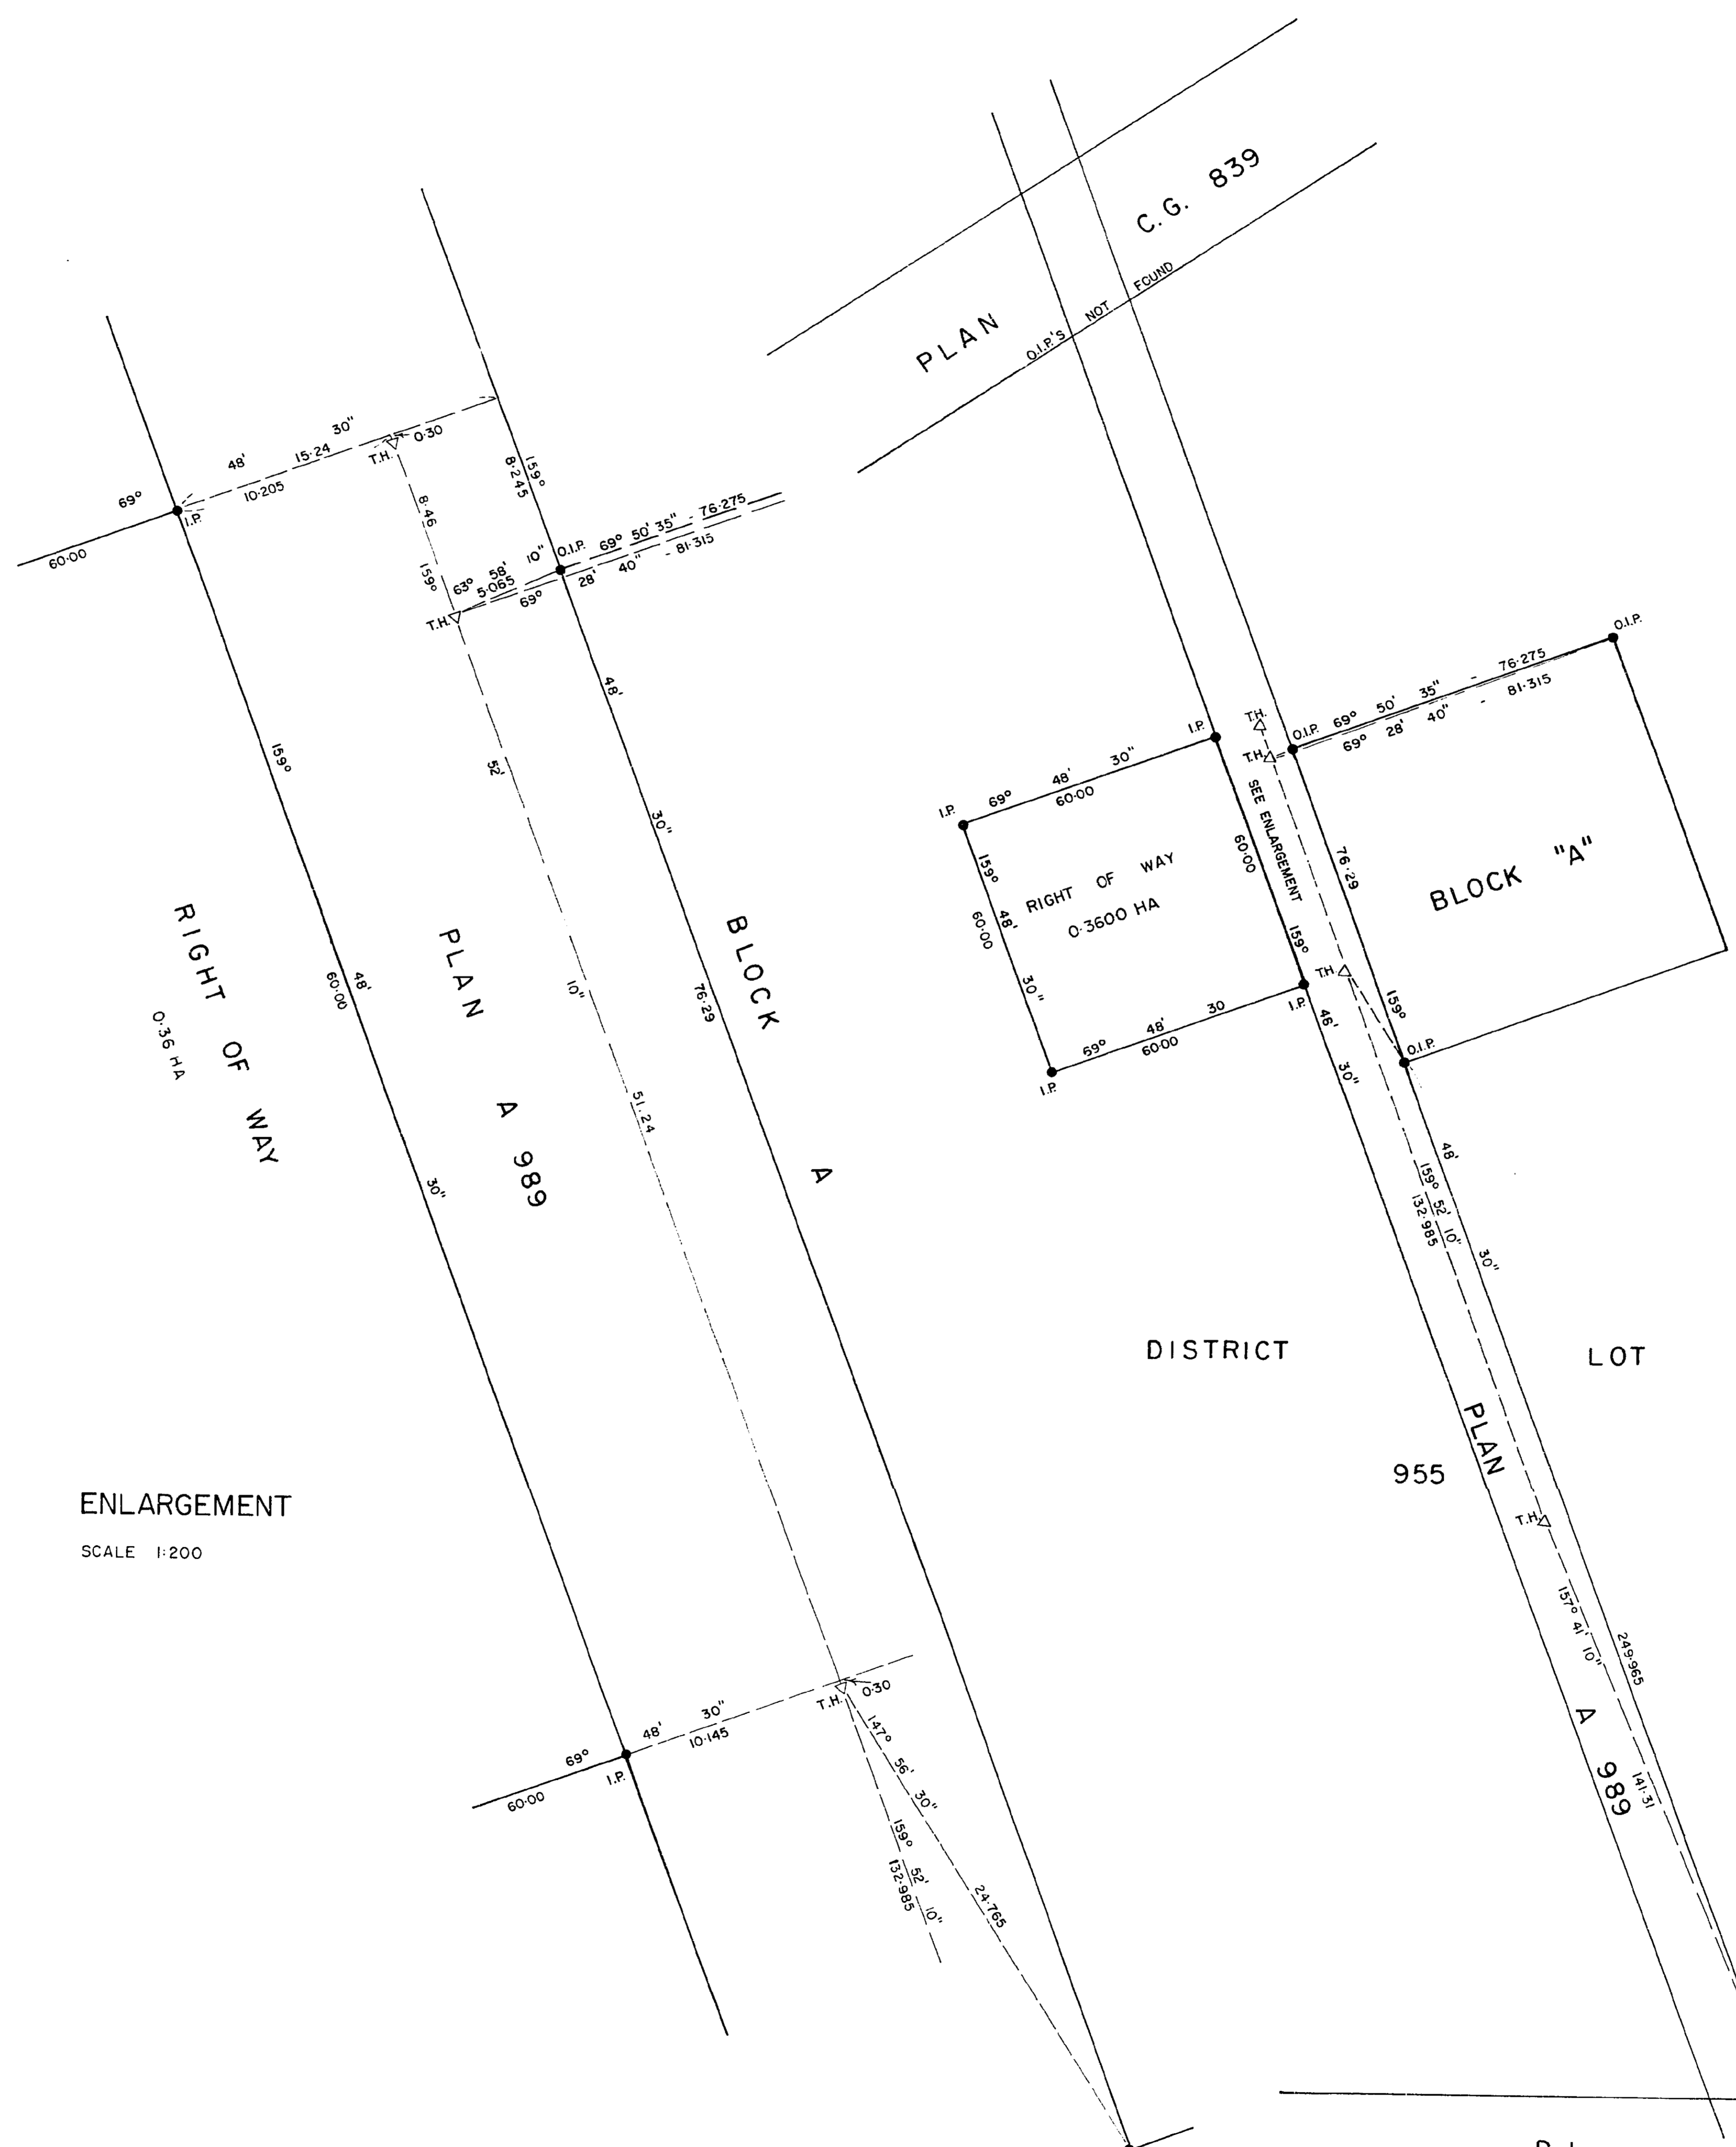 PLAN C.G. 839
O.I.P.'S NOT FOUND
69° 48' 30"
15·24
10·205
60·00
I.P.
T.H.
0·30
8·46
159°
8·245
159°
63° 58' 10"
5·065
O.I.P.
69° 50' 35" - 76·275
69° 28' 40" - 81·315
T.H.
48'
30"
76·29
159°
48'
30"
60·00
52'
10"
51·24
RIGHT OF WAY
0·36 HA
PLAN A 989
BLOCK A
ENLARGEMENT
SCALE 1:200
69° 48' 30"
10·145
60·00
I.P.
T.H.
0·30
147° 56' 30"
24·765
159° 52' 10"
132·985
O.I.P.
69° 50' 35" - 76·275
69° 28' 40" - 81·315
O.I.P.
T.H.
T.H.
I.P.
69° 48' 30"
60·00
I.P.
159° 48' 30"
60·00
RIGHT OF WAY
0·3600 HA
SEE ENLARGEMENT
60·00
159°
76·29
159°
BLOCK "A"
T.H.
I.P.
69° 48' 30
60·00
I.P.
O.I.P.
48'
30"
48'
30"
159° 52' 10"
132·985
DISTRICT LOT
955
PLAN A 989
T.H.
157° 41' 10"
141·31
249·965